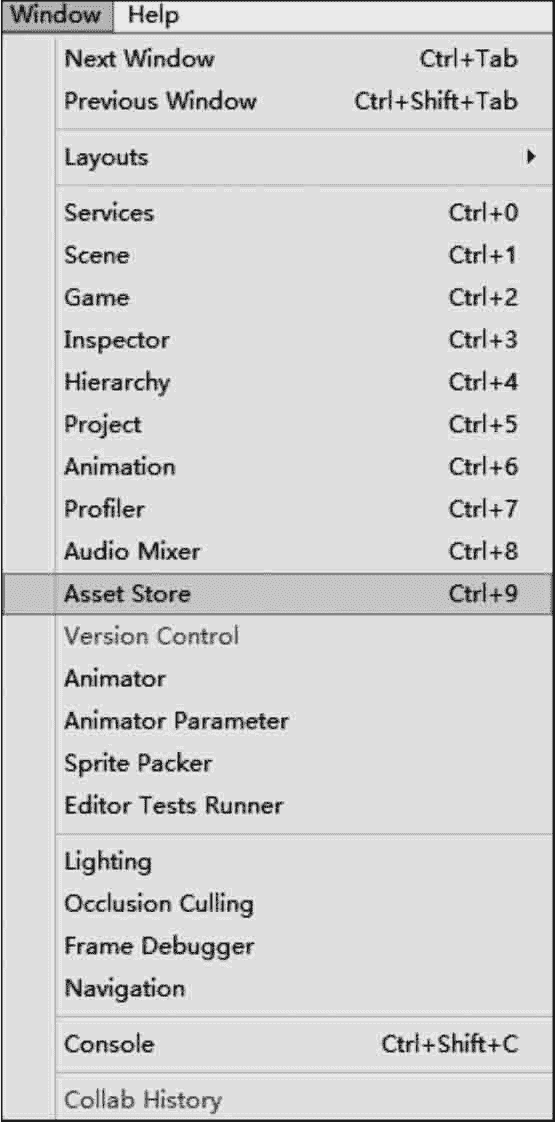 Window Help
Next Window Ctrl+Tab
Previous Window Ctrl+Shift+Tab
Layouts
Services Ctrl+0
Scene Ctrl+1
Game Ctrl+2
Inspector Ctrl+3
Hierarchy Ctrl+4
Project Ctrl+5
Animation Ctrl+6
Profiler Ctrl+7
Audio Mixer Ctrl+8
Asset Store Ctrl+9
Version Control
Animator
Animator Parameter
Sprite Packer
Editor Tests Runner
Lighting
Occlusion Culling
Frame Debugger
Navigation
Console Ctrl+Shift+C
Collab History